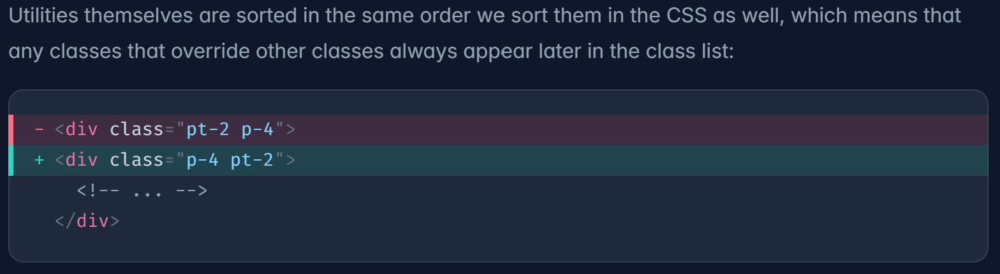 Utilities themselves are sorted in the same order we sort them in the CSS as well, which means that
any classes that override other classes always appear later in the class list:
- <div class="pt-2 p-4">
+ <div class="p-4 pt-2">
<!-- ... -->
</div>